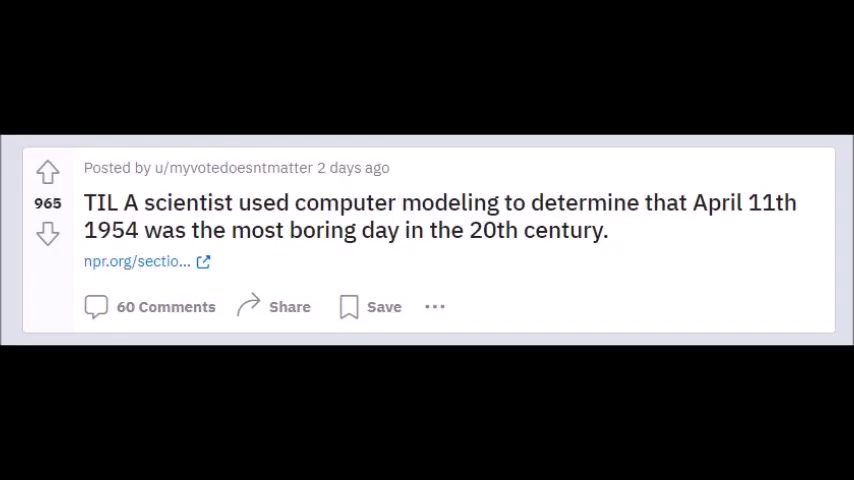 Posted by u/myvotedoesntmatter 2 days ago
965
TIL A scientist used computer modeling to determine that April 11th
1954 was the most boring day in the 20th century.
npr.org/sectio...
60 Comments Share Save